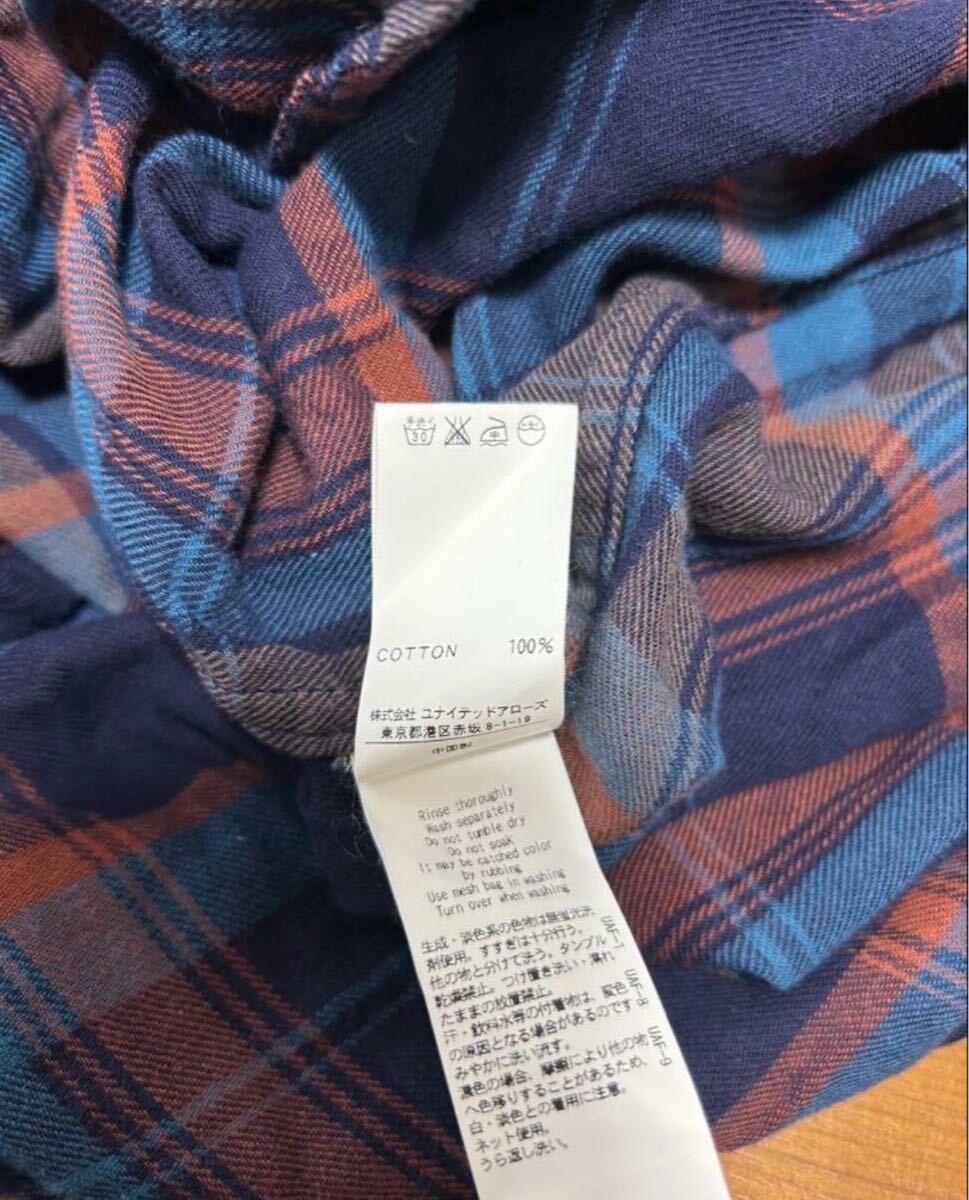 手洗イ
30
中
COTTON 100%
株式会社 ユナイテッドアローズ
東京都港区赤坂 8-1-19
中国製
Rinse thoroughly
Wash separately
Do not tumble dry
Do not soak
It may be catched color
by rubbing
Use mesh bag in washing
Turn over when washing
生成・淡色系の色物は無蛍光洗
剤使用。すすぎは十分行う。
他の物と分けて洗う。タンブル
乾燥禁止。つけ置き洗い・濡れ
たままの放置禁止。
汗・飲料水等の付着物は、変色
の原因となる場合があるのです
みやかに洗い流す。
濃色の場合、摩擦により他の物
へ色移りすることがあるため、
白・淡色との着用に注意。
ネット使用。
うら返し洗い。
UAF-1
UAF-8
UAF-9